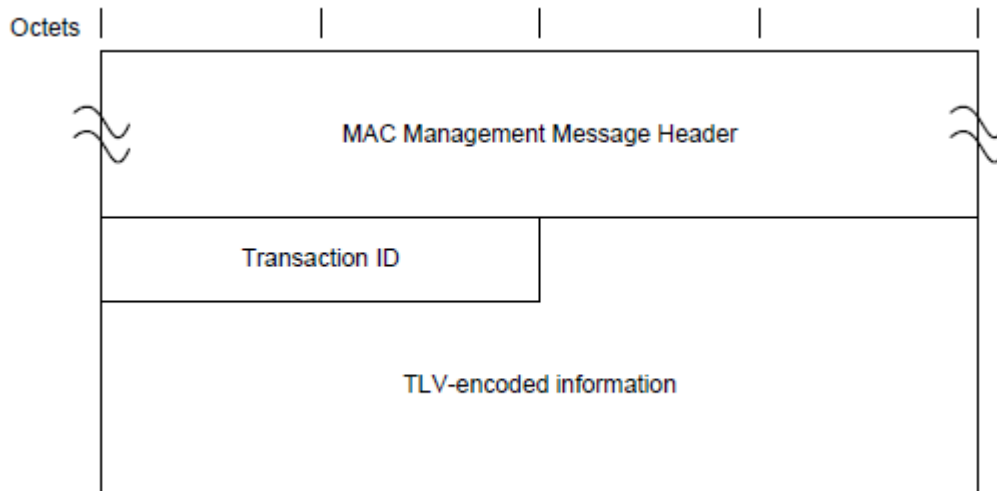 Octets
MAC Management Message Header
Transaction ID
TLV-encoded information